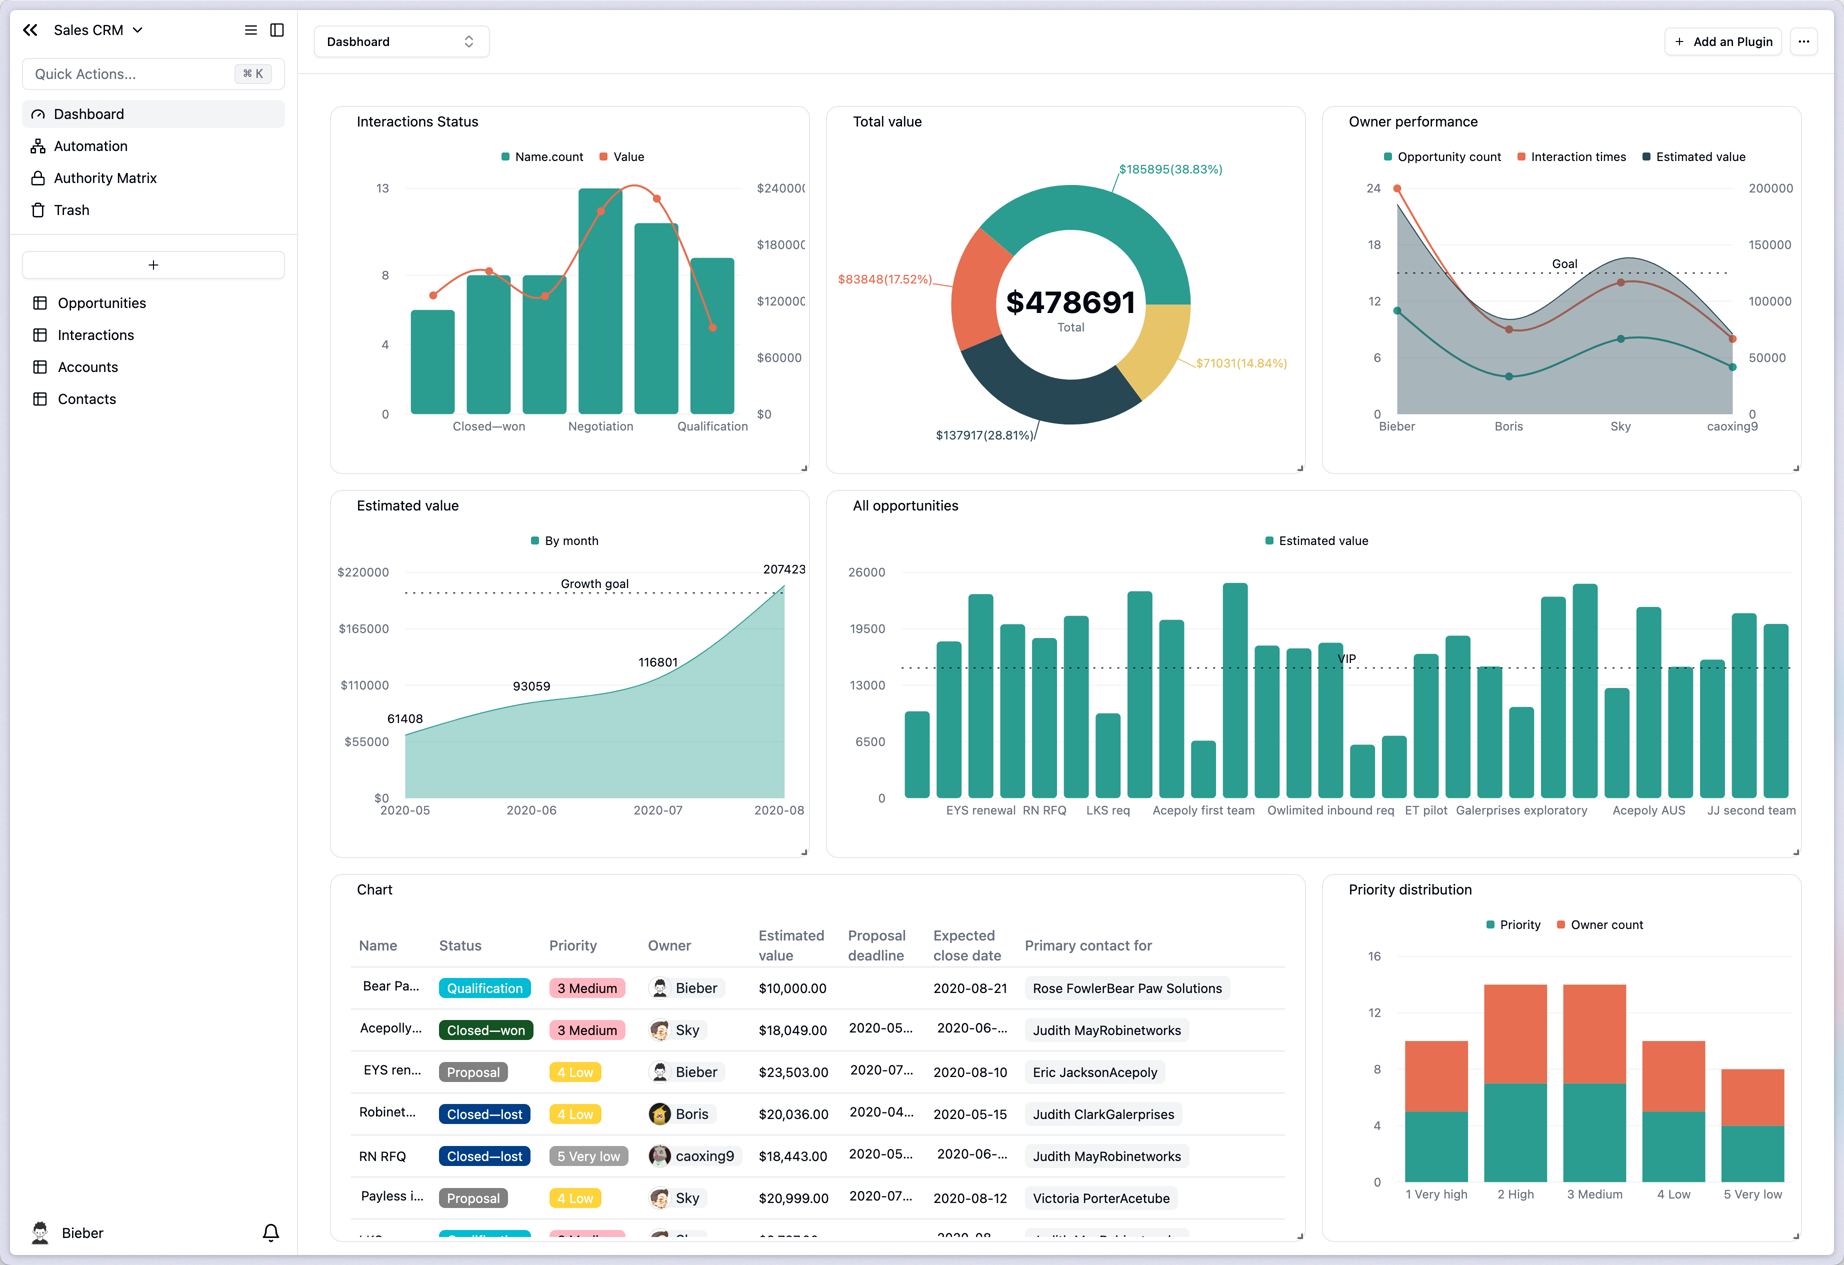 Sales CRM
Quick Actions...
⌘ K
Dashboard
Automation
Authority Matrix
Trash
+
Opportunities
Interactions
Accounts
Contacts
Bieber
Dasbhoard
+ Add an Plugin
...
Interactions Status
Name.count Value
13
8
4
0
$240000
$180000
$120000
$60000
$0
Closed—won Negotiation Qualification
Total value
$185895(38.83%)
$83848(17.52%)
$478691
Total
$71031(14.84%)
$137917(28.81%)
Owner performance
Opportunity count Interaction times Estimated value
24
18
12
6
0
Goal
200000
150000
100000
50000
0
Bieber Boris Sky caoxing9
Estimated value
By month
$220000
$165000
$110000
$55000
$0
Growth goal
207423
116801
93059
61408
2020-05 2020-06 2020-07 2020-08
All opportunities
Estimated value
26000
19500
13000
6500
0
VIP
EYS renewal RN RFQ LKS req Acepoly first team Owlimited inbound req ET pilot Galerprises exploratory Acepoly AUS JJ second team
Chart
Name Status Priority Owner Estimated value Proposal deadline Expected close date Primary contact for
Bear Pa... Qualification 3 Medium Bieber $10,000.00 2020-08-21 Rose FowlerBear Paw Solutions
Acepolly... Closed—won 3 Medium Sky $18,049.00 2020-05... 2020-06-... Judith MayRobinetworks
EYS ren... Proposal 4 Low Bieber $23,503.00 2020-07... 2020-08-10 Eric JacksonAcepoly
Robinet... Closed—lost 4 Low Boris $20,036.00 2020-04... 2020-05-15 Judith ClarkGalerprises
RN RFQ Closed—lost 5 Very low caoxing9 $18,443.00 2020-05... 2020-06-... Judith MayRobinetworks
Payless i... Proposal 4 Low Sky $20,999.00 2020-07... 2020-08-12 Victoria PorterAcetube
Priority distribution
Priority Owner count
16
12
8
4
0
1 Very high 2 High 3 Medium 4 Low 5 Very low